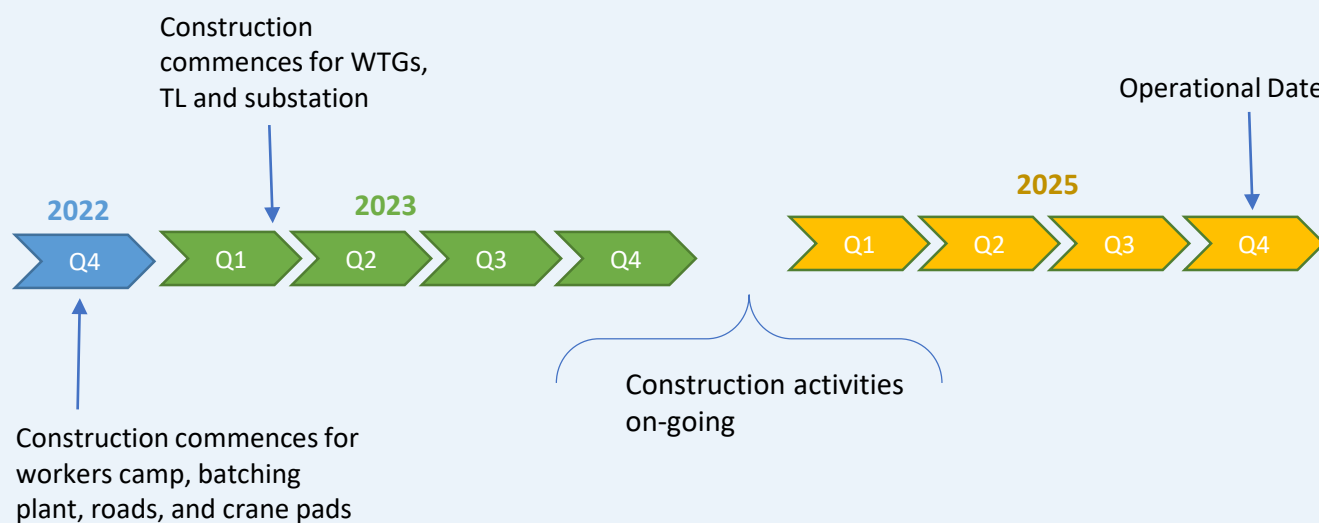 Construction
commences for WTGs,
TL and substation
Operational Date
2022
2023
2025
Q4
Q1
Q2
Q3
Q4
Q1
Q2
Q3
Q4
Construction activities
on-going
Construction commences for
workers camp, batching
plant, roads, and crane pads